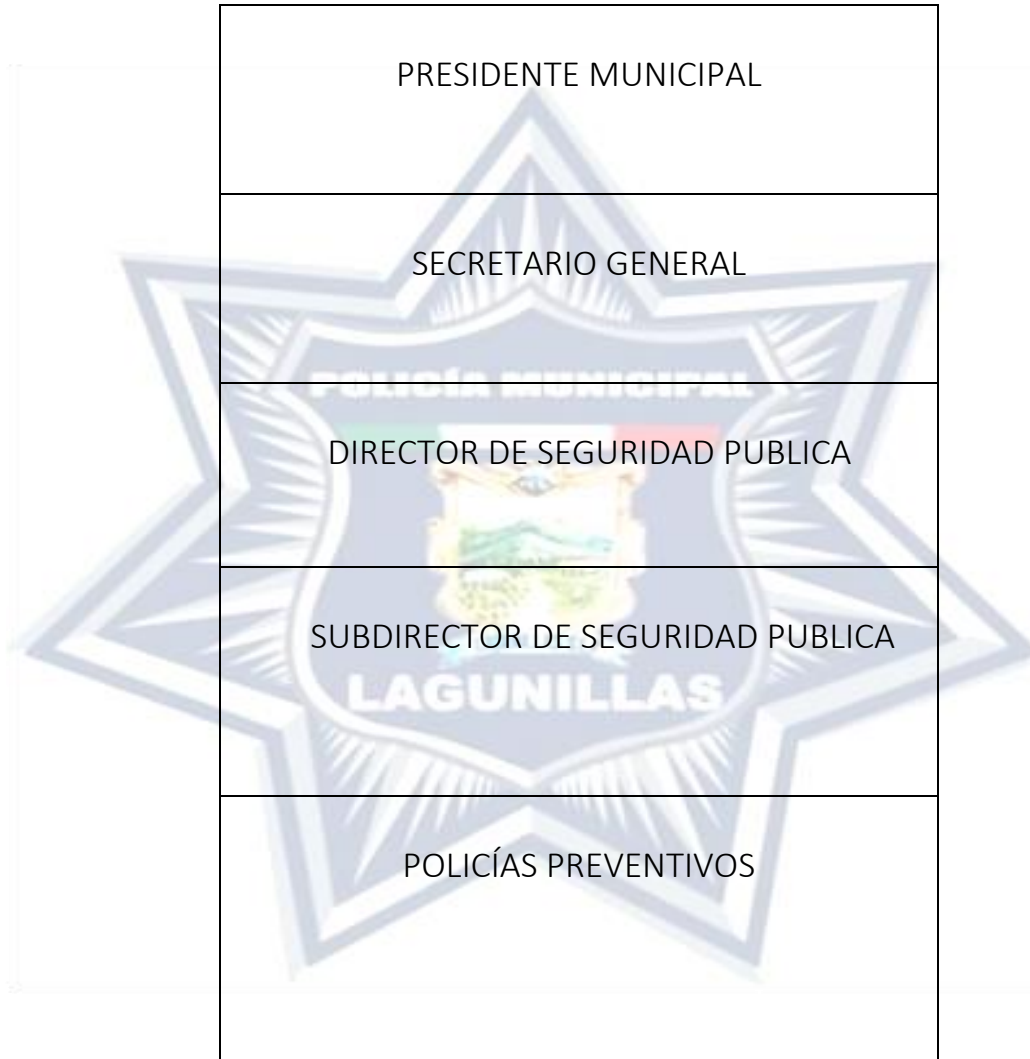 PRESIDENTE MUNICIPAL
SECRETARIO GENERAL
POLICÍA MUNICIPAL
DIRECTOR DE SEGURIDAD PUBLICA
SUBDIRECTOR DE SEGURIDAD PUBLICA
LAGUNILLAS
POLICÍAS PREVENTIVOS